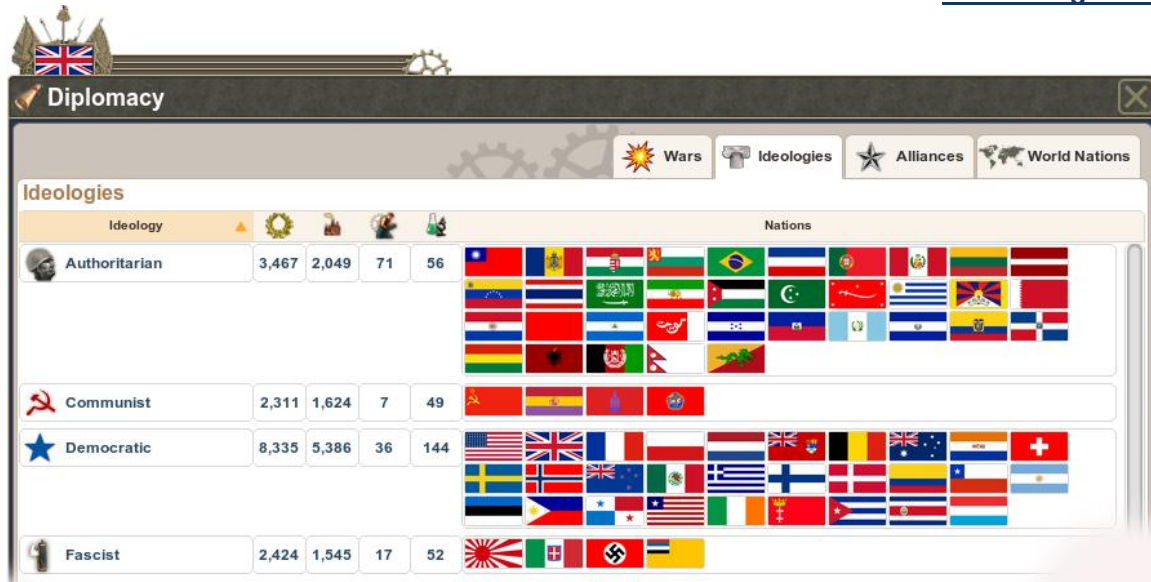 Diplomacy
Wars
Ideologies
Alliances
World Nations
Ideologies
Ideology
Nations
Authoritarian 3,467 2,049 71 56
Communist 2,311 1,624 7 49
Democratic 8,335 5,386 36 144
Fascist 2,424 1,545 17 52